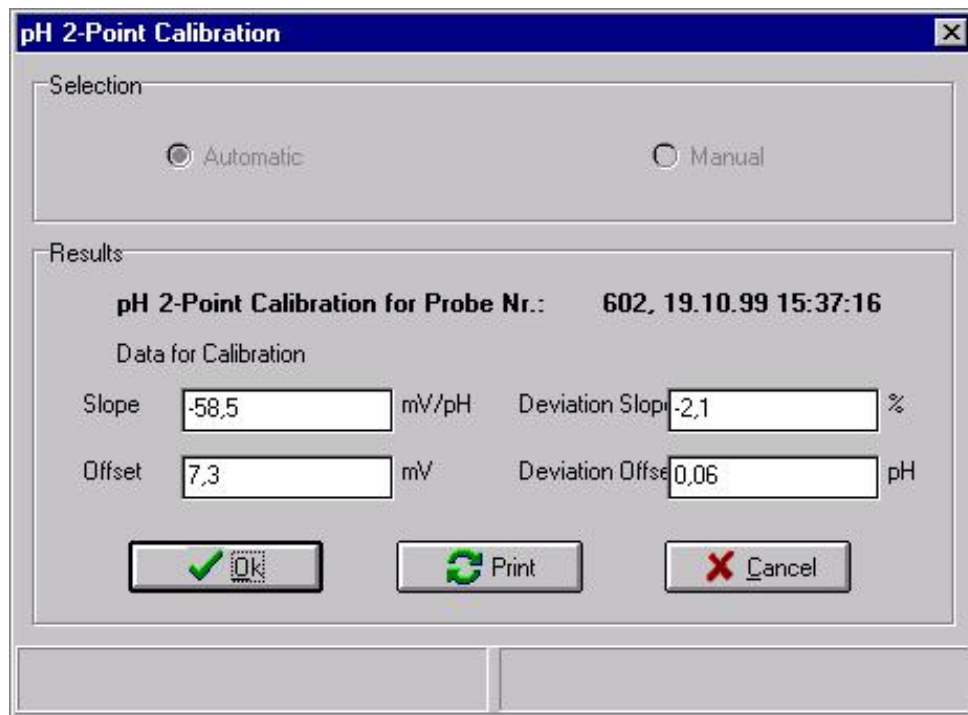 pH 2-Point Calibration
Selection
Automatic Manual
Results
pH 2-Point Calibration for Probe Nr.: 602, 19.10.99 15:37:16
Data for Calibration
Slope -58,5 mV/pH Deviation Slop -2,1 %
Offset 7,3 mV Deviation Offse 0,06 pH
Ok Print Cancel